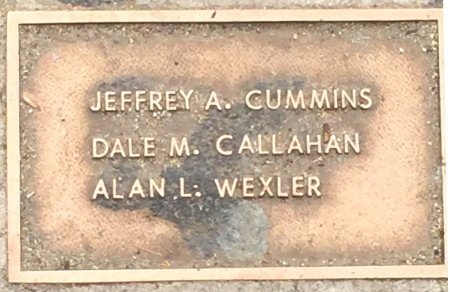 JEFFREY A. CUMMINS
DALE M. CALLAHAN
ALAN L. WEXLER